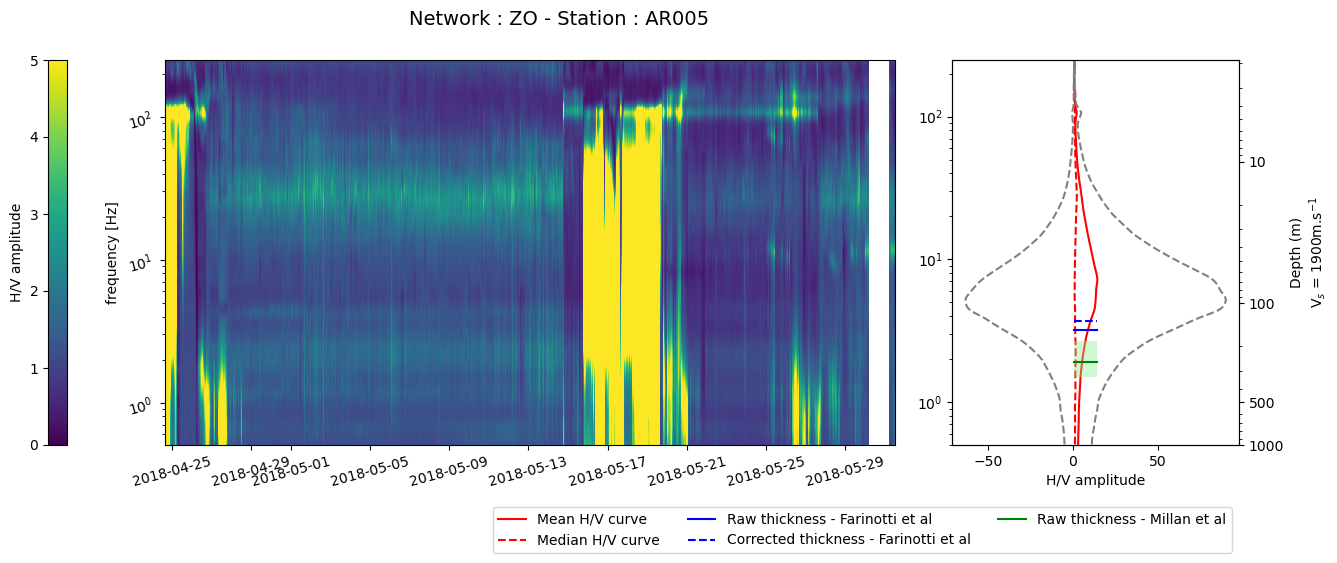 Network : ZO - Station : AR005
H/V amplitude
5
4
3
2
1
0
frequency [Hz]
10²
10¹
10⁰
2018-04-25
2018-04-29
2018-05-01
2018-05-05
2018-05-09
2018-05-13
2018-05-17
2018-05-21
2018-05-25
2018-05-29
10²
10¹
10⁰
−50
0
50
H/V amplitude
10
100
500
1000
Depth (m)
Vₛ = 1900m.s⁻¹
Mean H/V curve
Median H/V curve
Raw thickness - Farinotti et al
Corrected thickness - Farinotti et al
Raw thickness - Millan et al